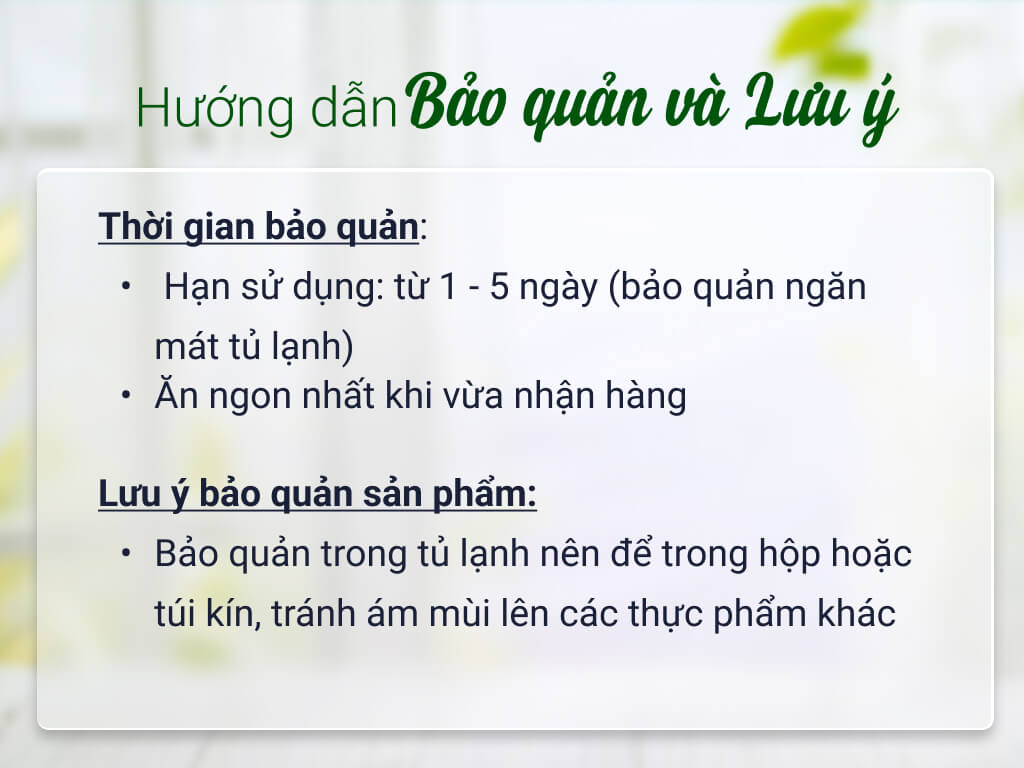 Hướng dẫn Bảo quản và Lưu ý
Thời gian bảo quản:
• Hạn sử dụng: từ 1 - 5 ngày (bảo quản ngăn
mát tủ lạnh)
• Ăn ngon nhất khi vừa nhận hàng
Lưu ý bảo quản sản phẩm:
• Bảo quản trong tủ lạnh nên để trong hộp hoặc
túi kín, tránh ám mùi lên các thực phẩm khác